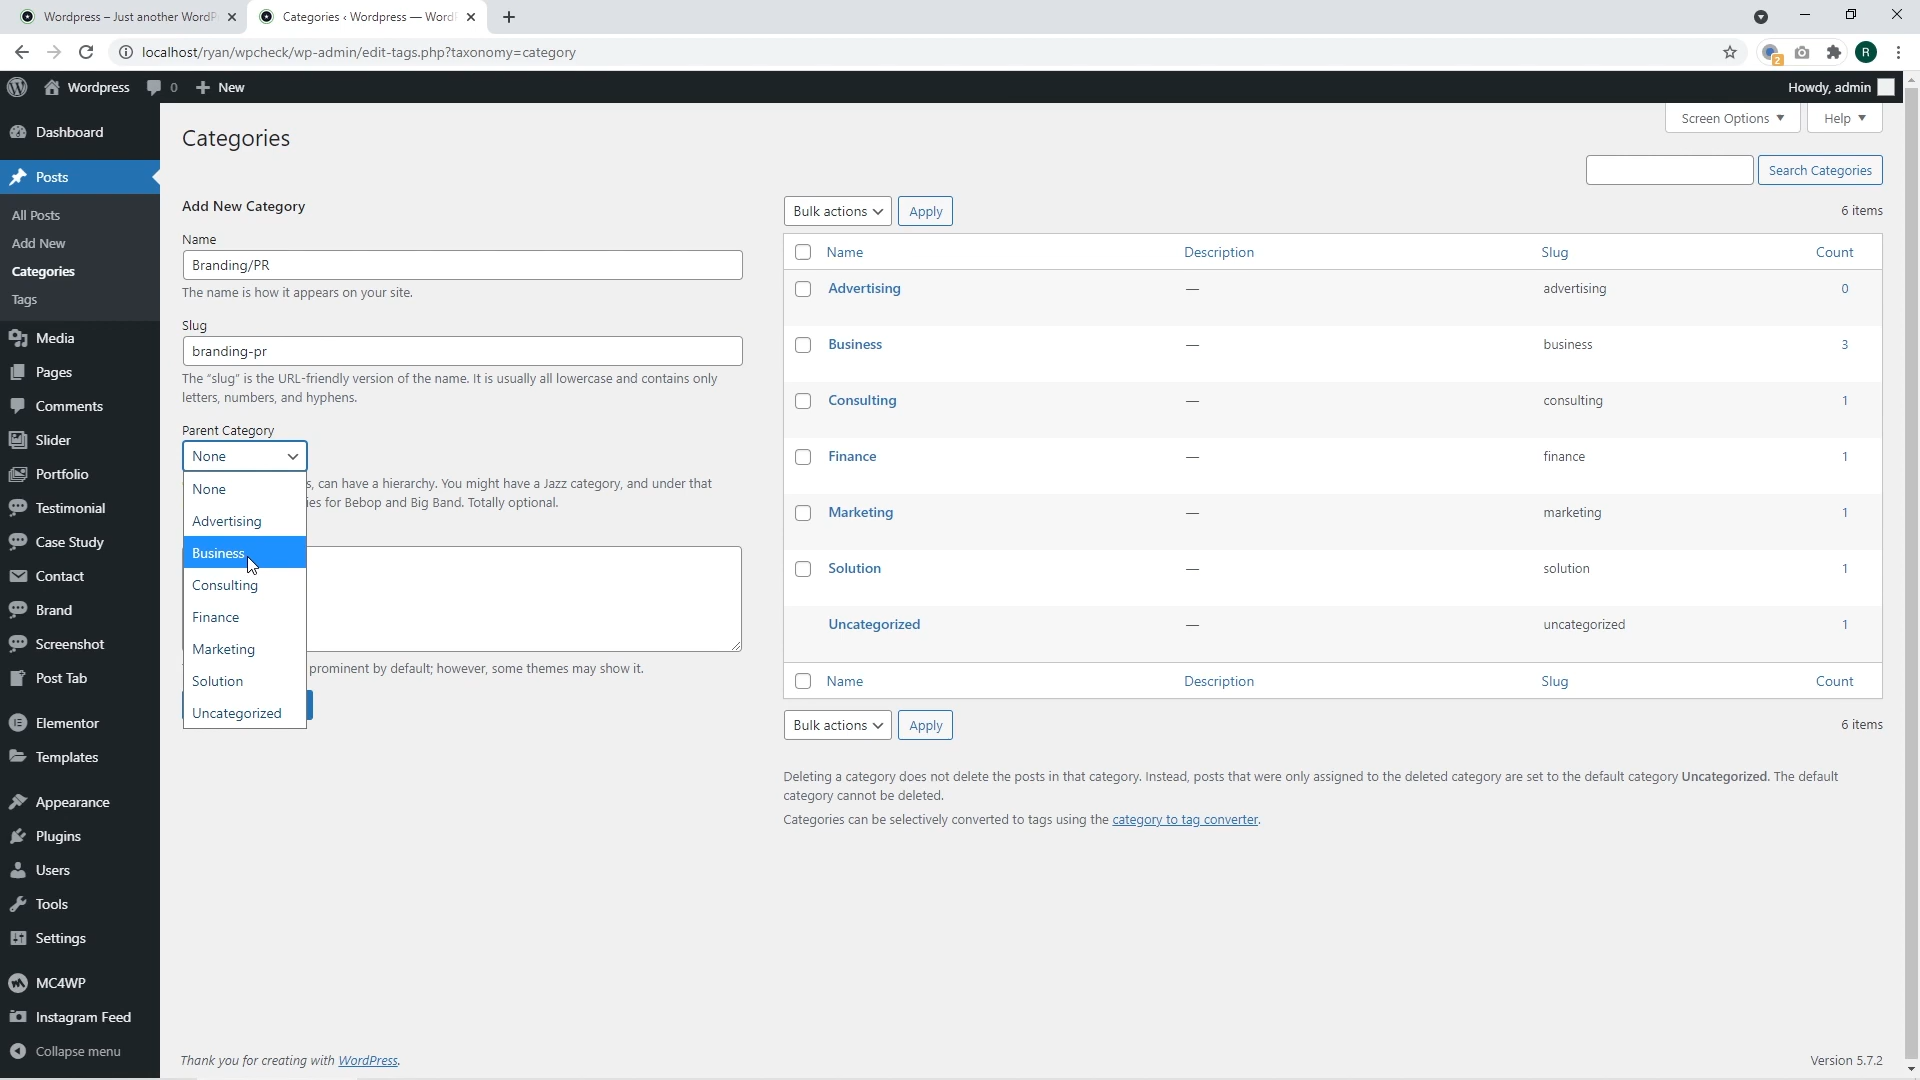 Wordpress – Just another WordP
Categories ‹ Wordpress — Word
localhost/ryan/wpcheck/wp-admin/edit-tags.php?taxonomy=category
2
R
Wordpress
0
New
Howdy, admin
Dashboard
Posts
All Posts
Add New
Categories
Tags
Media
Pages
Comments
Slider
Portfolio
Testimonial
Case Study
Contact
Brand
Screenshot
Post Tab
Elementor
Templates
Appearance
Plugins
Users
Tools
Settings
MC4WP
Instagram Feed
Collapse menu
Categories
Screen Options
Help
Search Categories
Add New Category
Name
Branding/PR
The name is how it appears on your site.
Slug
branding-pr
The “slug” is the URL-friendly version of the name. It is usually all lowercase and contains only
letters, numbers, and hyphens.
Parent Category
None
s, can have a hierarchy. You might have a Jazz category, and under that
ies for Bebop and Big Band. Totally optional.
None
Advertising
Business
Consulting
Finance
Marketing
Solution
Uncategorized
prominent by default; however, some themes may show it.
Bulk actions
Apply
6 items
Name Description Slug Count
Advertising — advertising 0
Business — business 3
Consulting — consulting 1
Finance — finance 1
Marketing — marketing 1
Solution — solution 1
Uncategorized — uncategorized 1
Name Description Slug Count
Bulk actions
Apply
6 items
Deleting a category does not delete the posts in that category. Instead, posts that were only assigned to the deleted category are set to the default category Uncategorized. The default
category cannot be deleted.
Categories can be selectively converted to tags using the category to tag converter.
Thank you for creating with WordPress.
Version 5.7.2